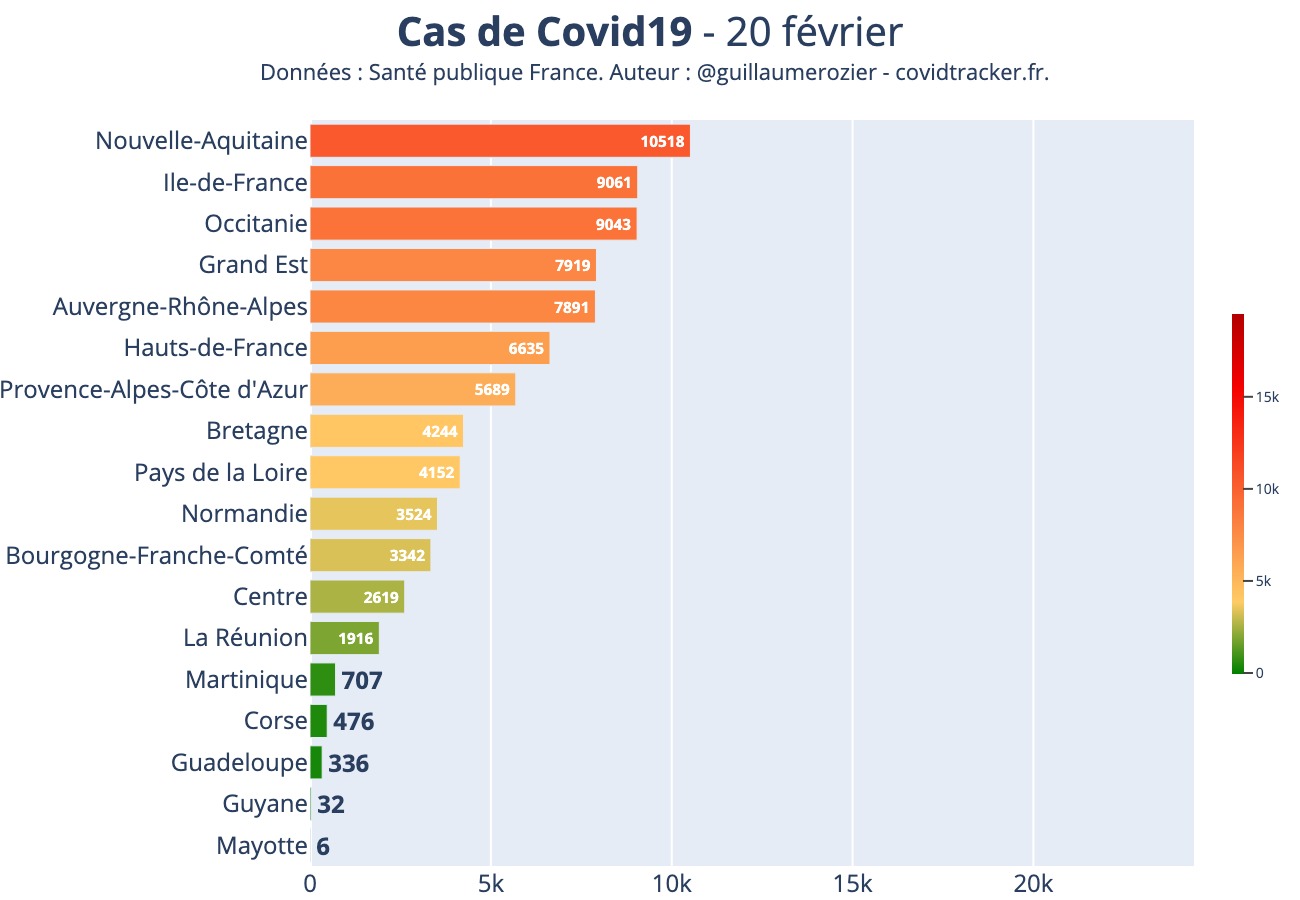 Cas de Covid19 - 20 février
Données : Santé publique France. Auteur : @guillaumerozier - covidtracker.fr.
Nouvelle-Aquitaine 10518
Ile-de-France 9061
Occitanie 9043
Grand Est 7919
Auvergne-Rhône-Alpes 7891
Hauts-de-France 6635
Provence-Alpes-Côte d'Azur 5689
Bretagne 4244
Pays de la Loire 4152
Normandie 3524
Bourgogne-Franche-Comté 3342
Centre 2619
La Réunion 1916
Martinique 707
Corse 476
Guadeloupe 336
Guyane 32
Mayotte 6
0 5k 10k 15k 20k
15k
10k
5k
0